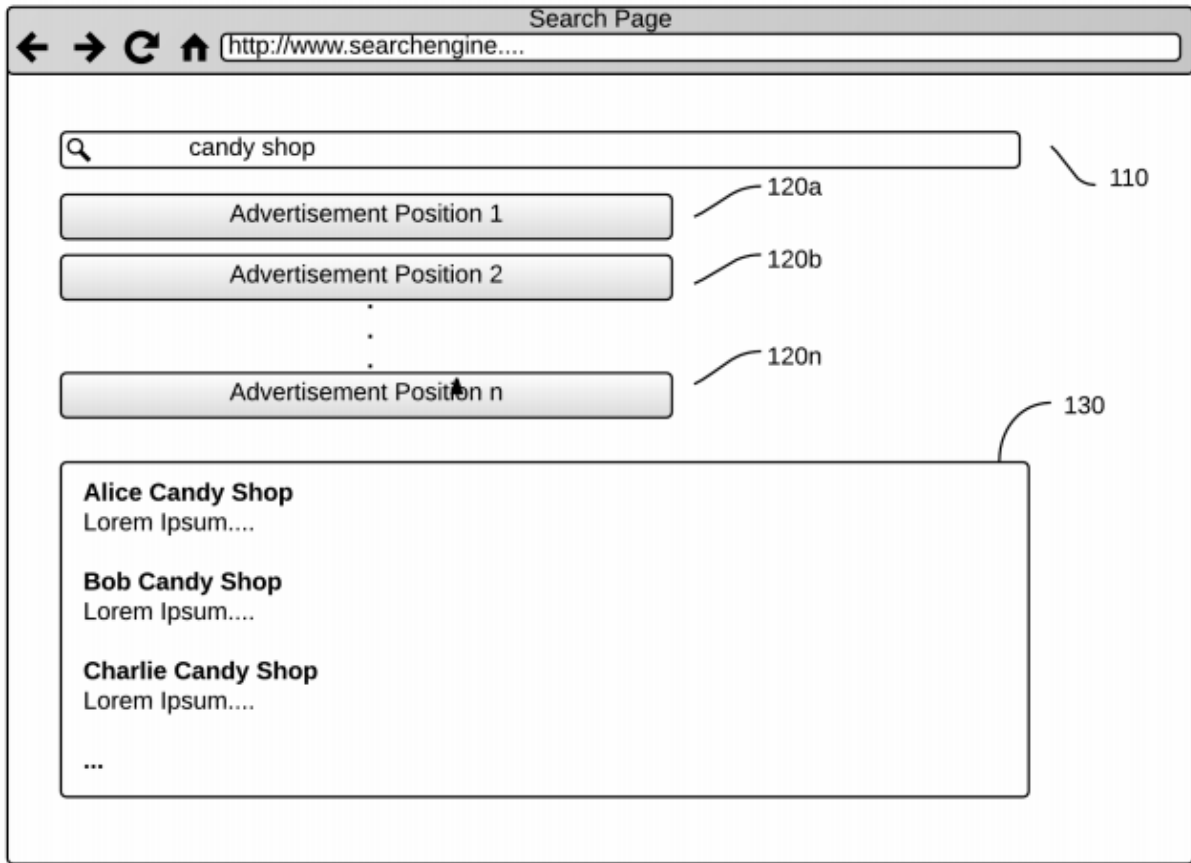 Search Page
http://www.searchengine....
candy shop
110
Advertisement Position 1
120a
Advertisement Position 2
120b
.
.
.
Advertisement Position n
120n
130
Alice Candy Shop
Lorem Ipsum....
Bob Candy Shop
Lorem Ipsum....
Charlie Candy Shop
Lorem Ipsum....
...